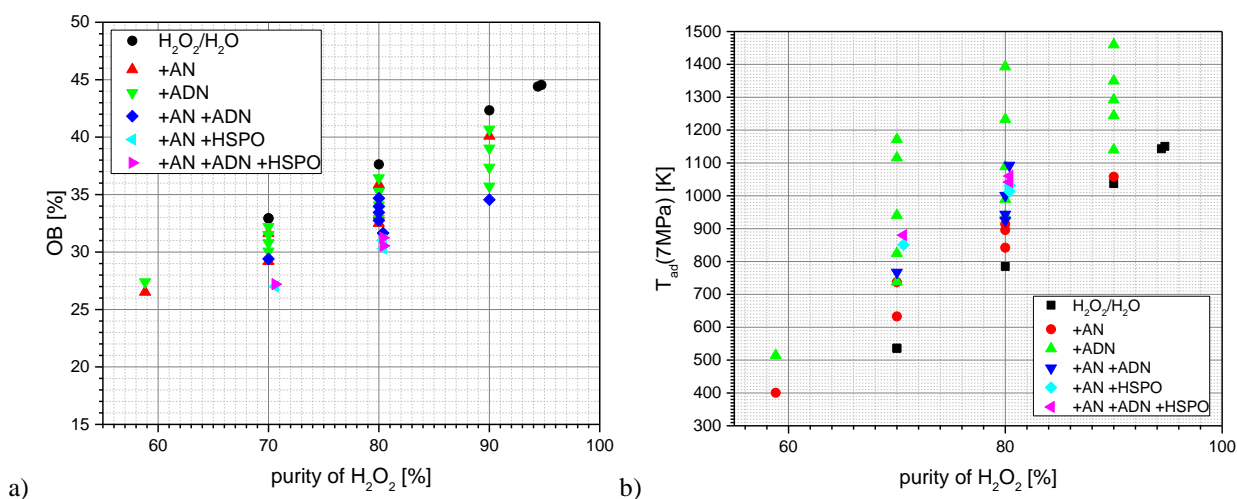 50
45
40
35
30
25
20
15
OB [%]
H₂O₂/H₂O
+AN
+ADN
+AN +ADN
+AN +HSPO
+AN +ADN +HSPO
60 70 80 90 100
purity of H₂O₂ [%]
a)
1500
1400
1300
1200
1100
1000
900
800
700
600
500
400
300
T_ad(7MPa) [K]
H₂O₂/H₂O
+AN
+ADN
+AN +ADN
+AN +HSPO
+AN +ADN +HSPO
60 80 100
purity of H₂O₂ [%]
b)